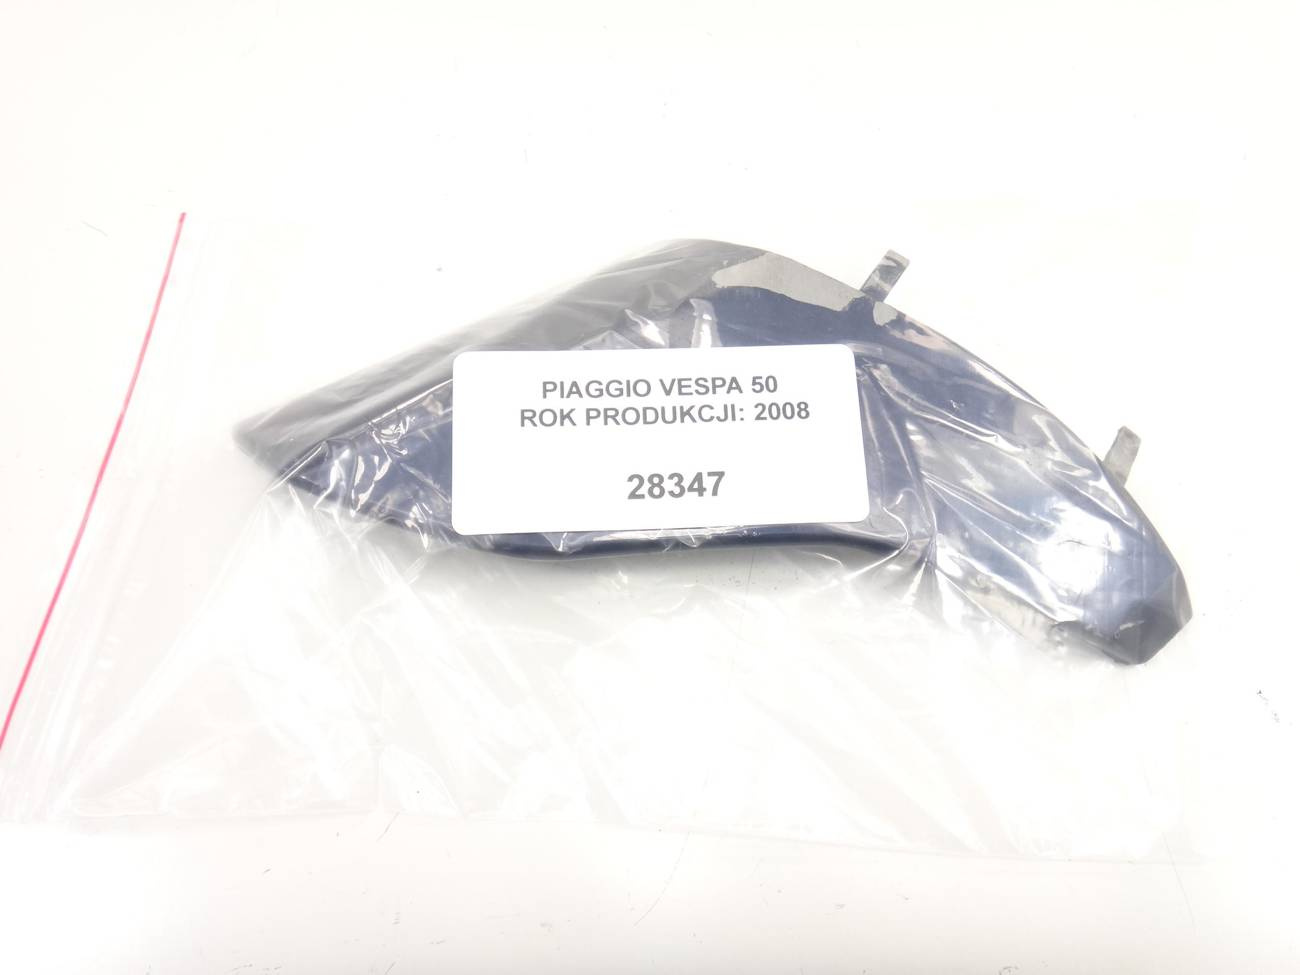 PIAGGIO VESPA 50
ROK PRODUKCJI: 2008
28347